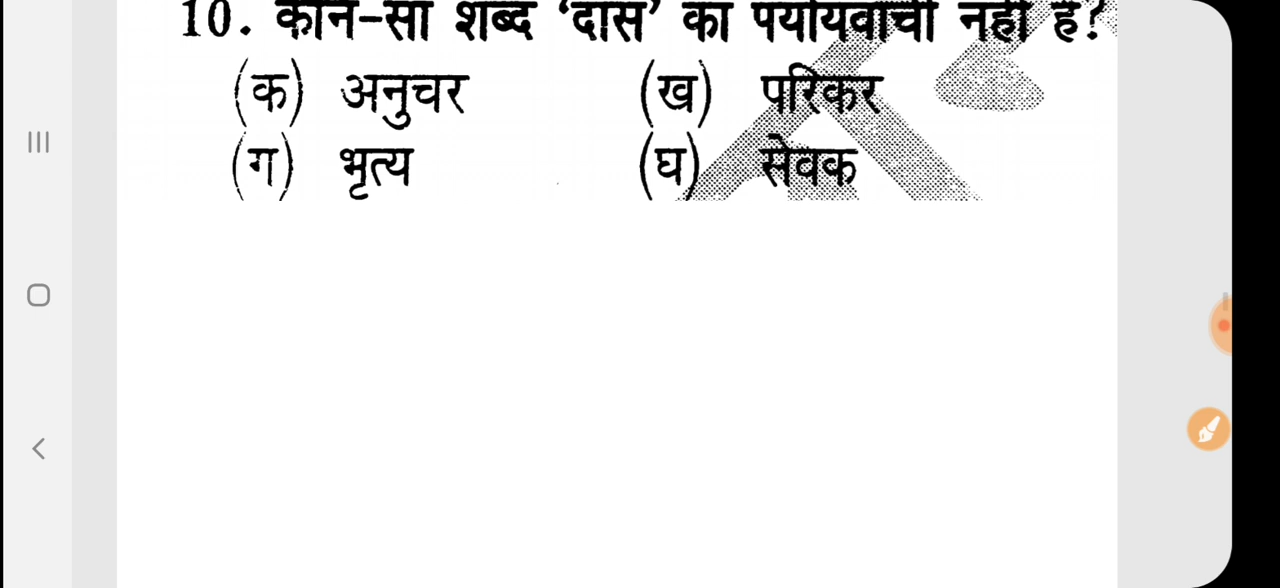 10. कौन-सा शब्द ‘दास’ का पर्यायवाची नहीं है?
(क) अनुचर (ख) परिकर
(ग) भृत्य (घ) सेवक